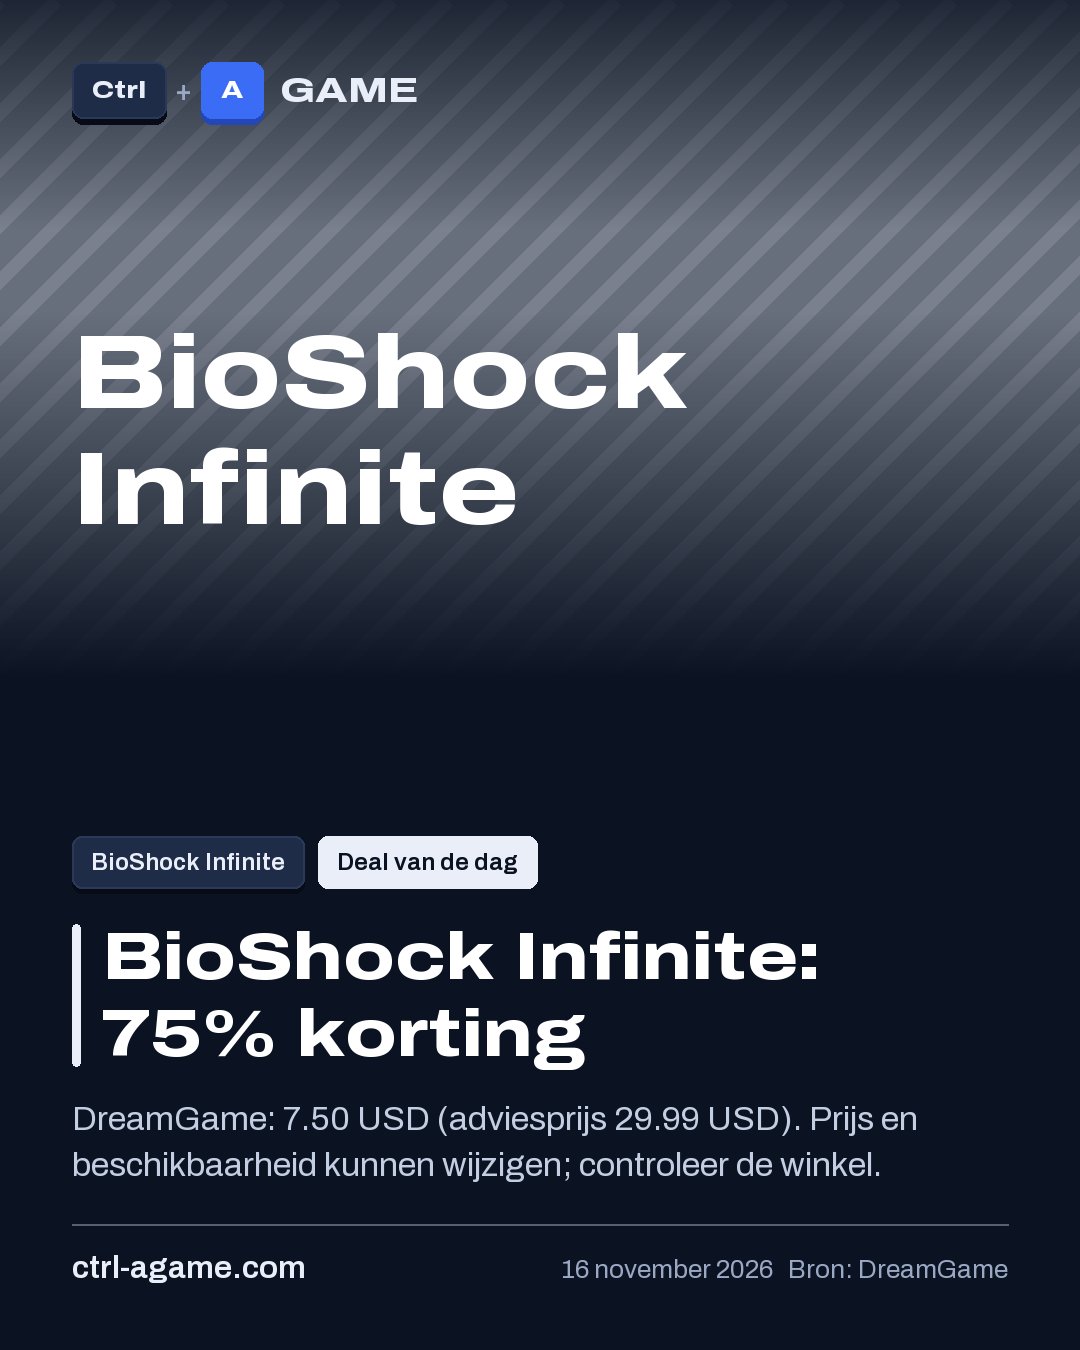 Ctrl + A GAME
BioShock
Infinite
BioShock Infinite Deal van de dag
BioShock Infinite:
75% korting
DreamGame: 7.50 USD (adviesprijs 29.99 USD). Prijs en
beschikbaarheid kunnen wijzigen; controleer de winkel.
ctrl-agame.com 16 november 2026 Bron: DreamGame